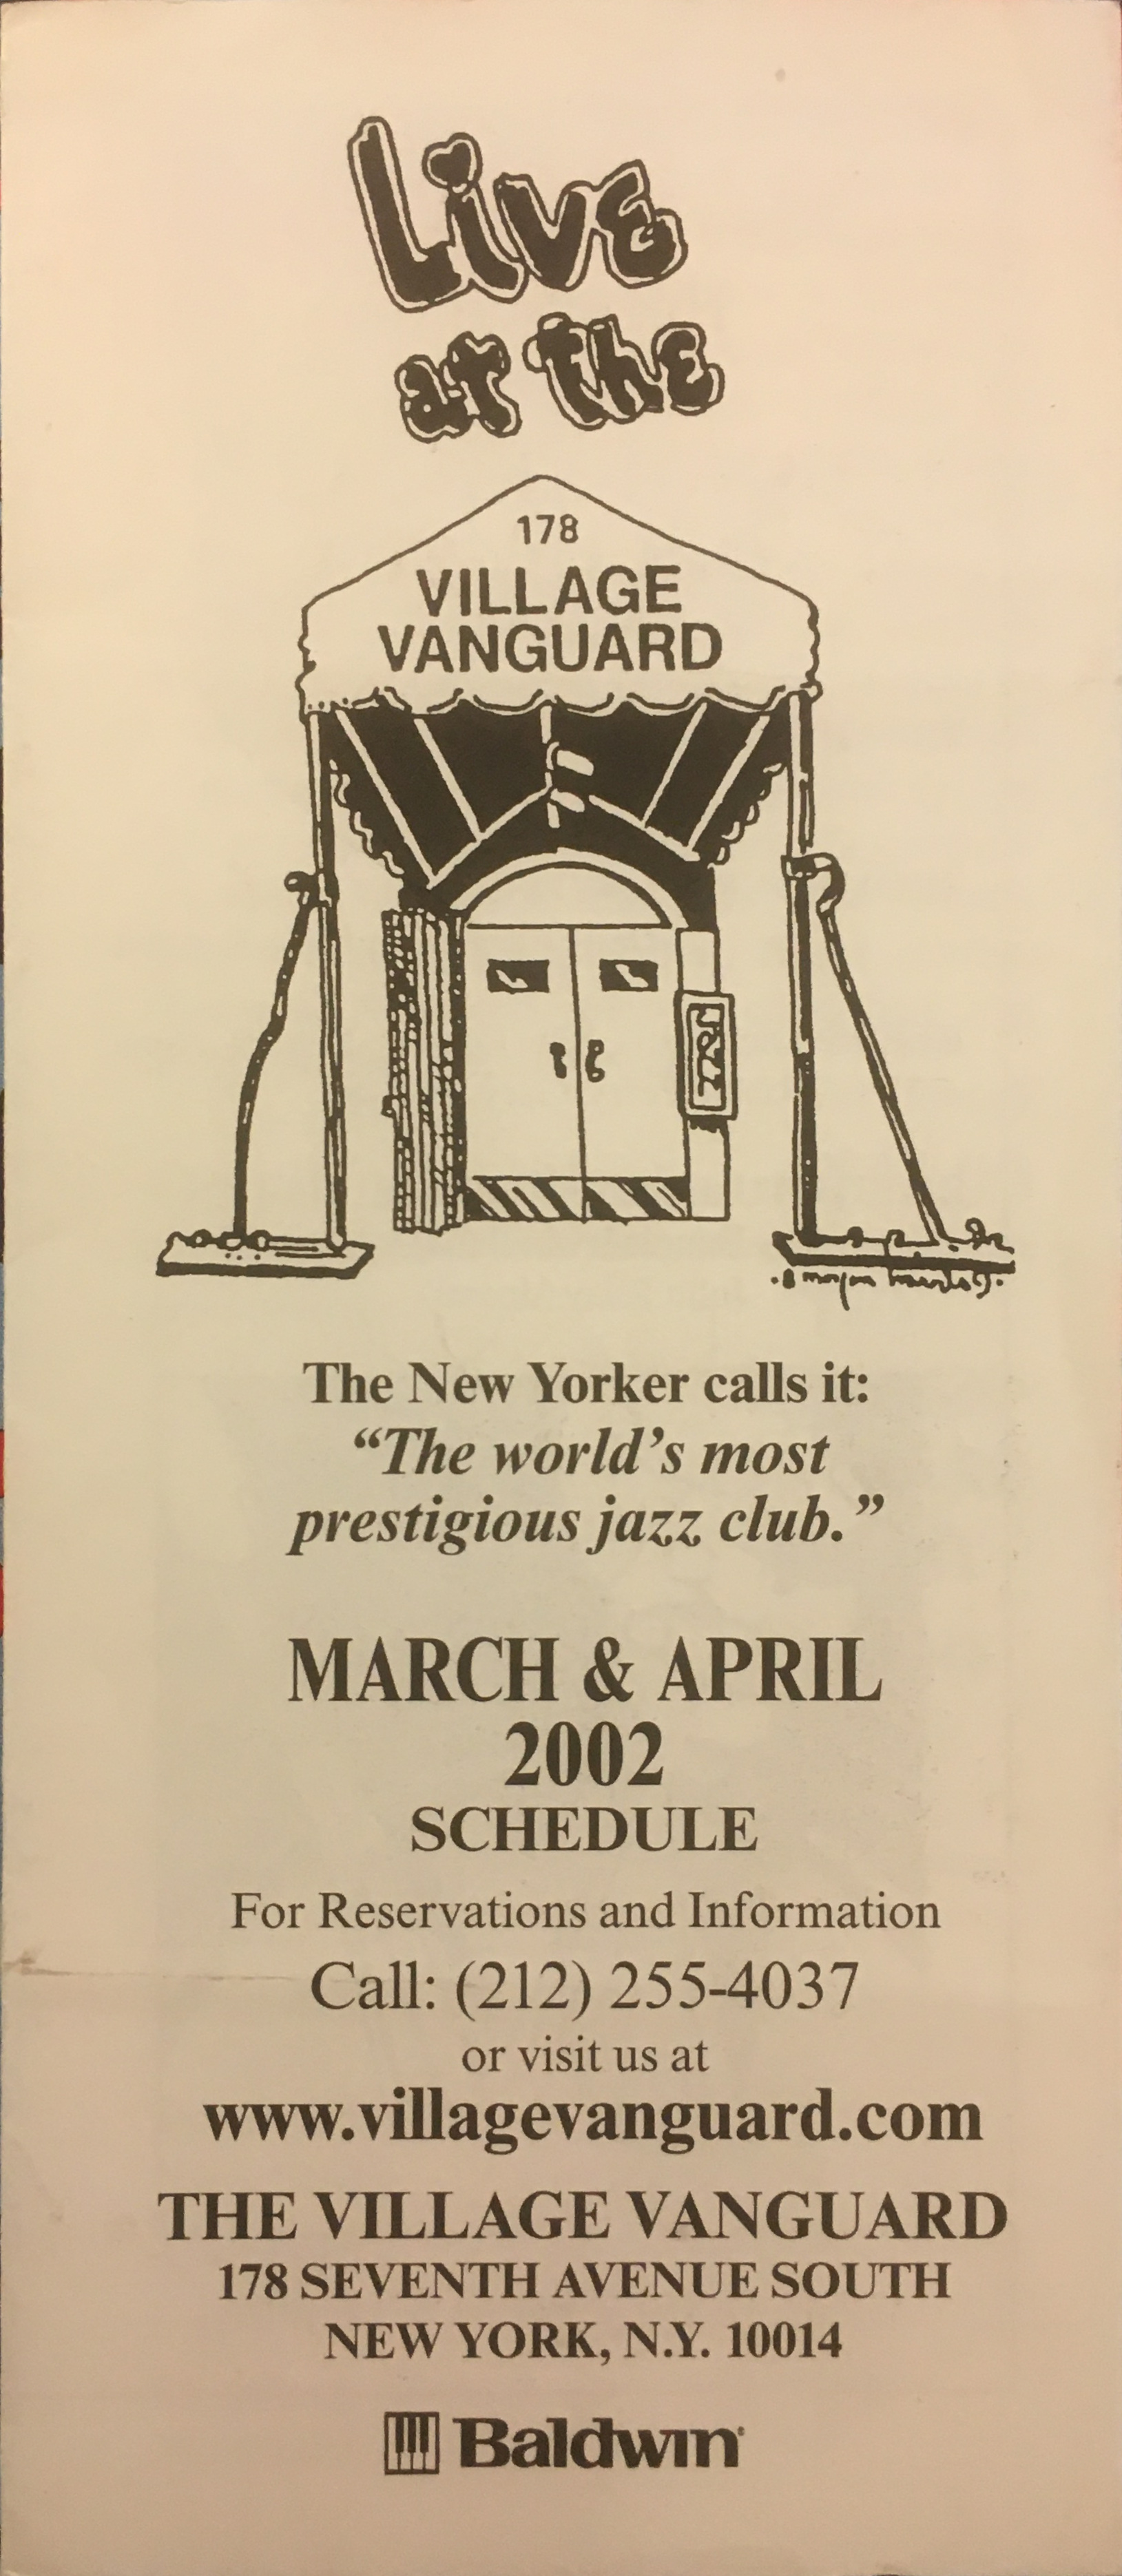 Live
at the
178
VILLAGE
VANGUARD
The New Yorker calls it:
“The world’s most
prestigious jazz club.”
MARCH & APRIL
2002
SCHEDULE
For Reservations and Information
Call: (212) 255-4037
or visit us at
www.villagevanguard.com
THE VILLAGE VANGUARD
178 SEVENTH AVENUE SOUTH
NEW YORK, N.Y. 10014
Baldwin